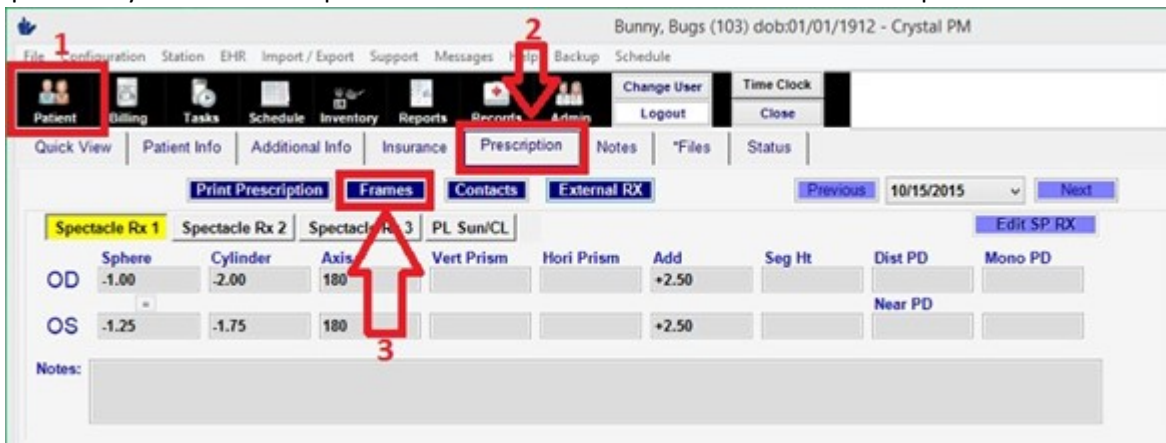 Bunny, Bugs (103) dob:01/01/1912 - Crystal PM
1
2
File Configuration Station EHR Import / Export Support Messages Help Backup Schedule
Patient Billing Tasks Schedule Inventory Reports Records Admin
Change User
Time Clock
Logout
Close
Quick View Patient Info Additional Info Insurance Prescription Notes *Files Status
Print Prescription Frames Contacts External RX Previous 10/15/2015 Next
Spectacle Rx 1 Spectacle Rx 2 Spectacle Rx 3 PL Sun/CL Edit SP RX
Sphere Cylinder Axis Vert Prism Hori Prism Add Seg Ht Dist PD Mono PD
OD -1.00 -2.00 180 +2.50
= Near PD
OS -1.25 -1.75 180 +2.50
3
Notes: